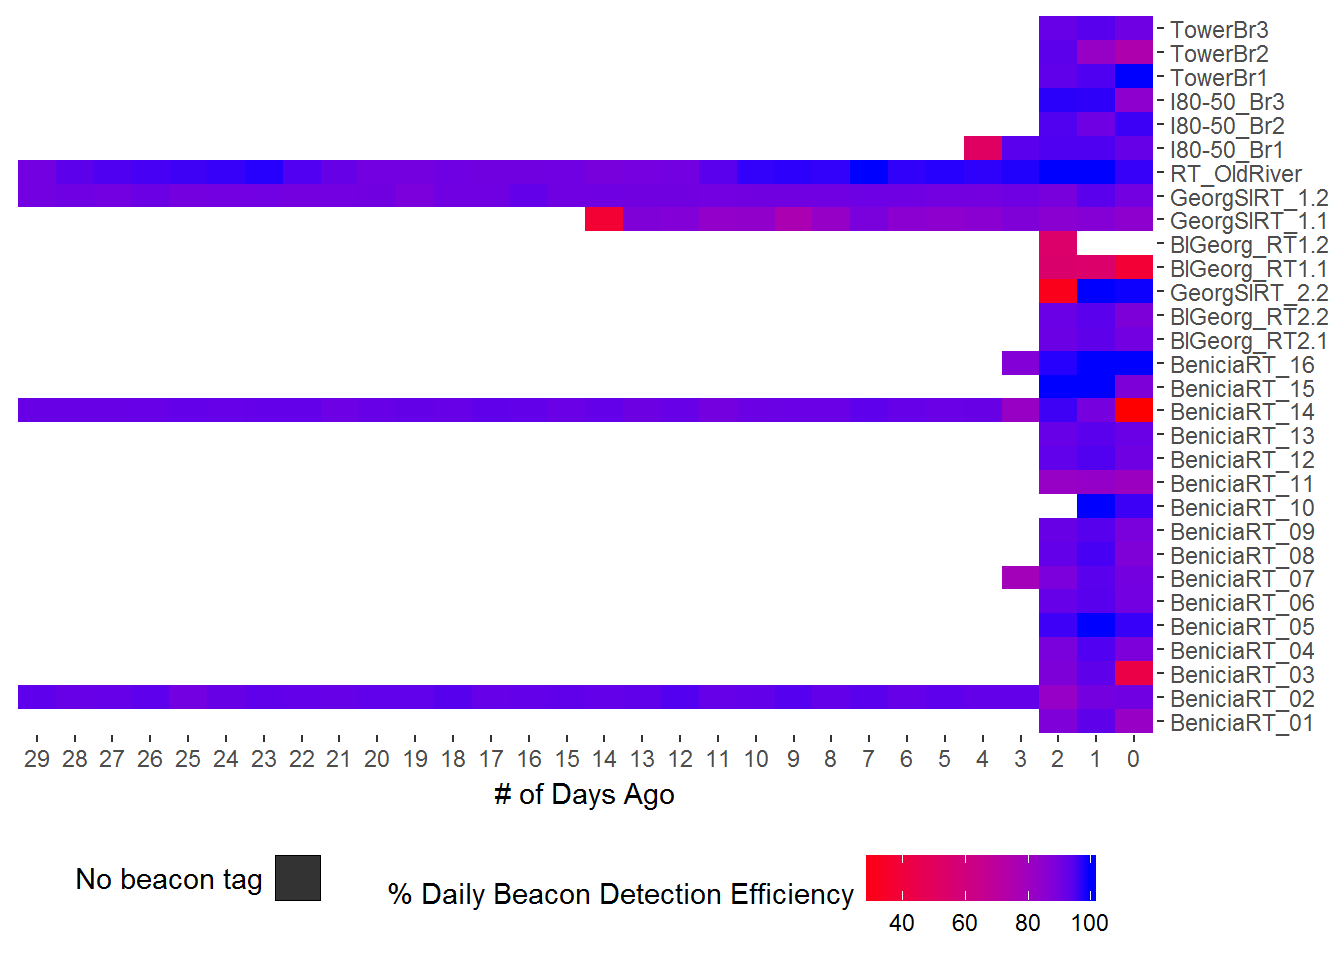 TowerBr3
TowerBr2
TowerBr1
I80-50_Br3
I80-50_Br2
I80-50_Br1
RT_OldRiver
GeorgSlRT_1.2
GeorgSlRT_1.1
BlGeorg_RT1.2
BlGeorg_RT1.1
GeorgSlRT_2.2
BlGeorg_RT2.2
BlGeorg_RT2.1
BeniciaRT_16
BeniciaRT_15
BeniciaRT_14
BeniciaRT_13
BeniciaRT_12
BeniciaRT_11
BeniciaRT_10
BeniciaRT_09
BeniciaRT_08
BeniciaRT_07
BeniciaRT_06
BeniciaRT_05
BeniciaRT_04
BeniciaRT_03
BeniciaRT_02
BeniciaRT_01
29 28 27 26 25 24 23 22 21 20 19 18 17 16 15 14 13 12 11 10 9 8 7 6 5 4 3 2 1 0
# of Days Ago
No beacon tag
% Daily Beacon Detection Efficiency
40 60 80 100